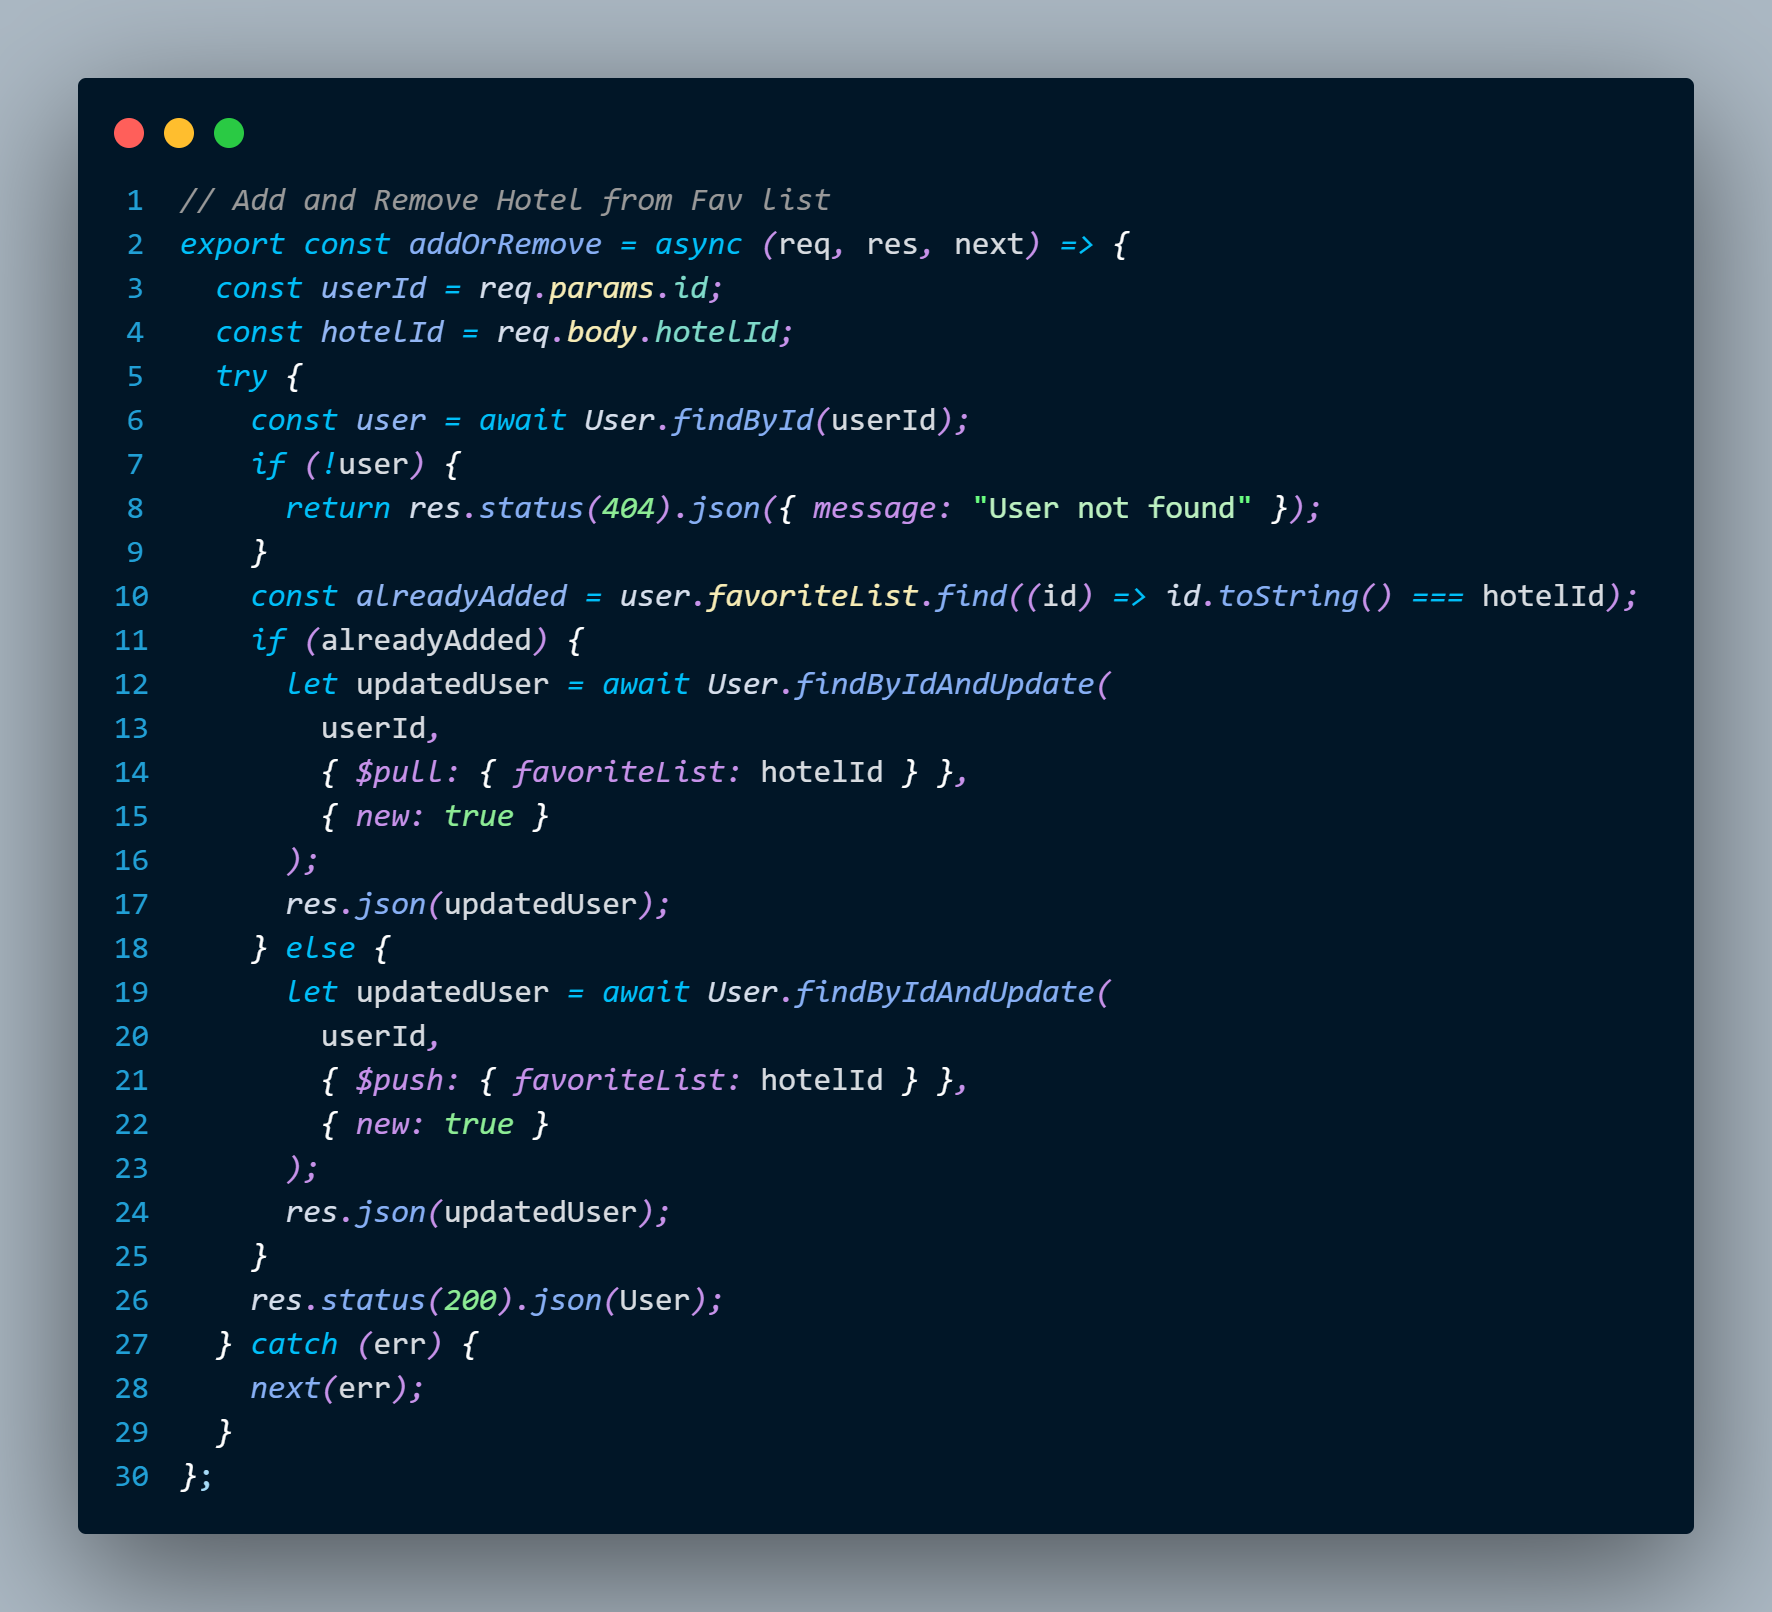 1 // Add and Remove Hotel from Fav list
2 export const addOrRemove = async (req, res, next) => {
3   const userId = req.params.id;
4   const hotelId = req.body.hotelId;
5   try {
6     const user = await User.findById(userId);
7     if (!user) {
8       return res.status(404).json({ message: "User not found" });
9     }
10     const alreadyAdded = user.favoriteList.find((id) => id.toString() === hotelId);
11     if (alreadyAdded) {
12       let updatedUser = await User.findByIdAndUpdate(
13         userId,
14         { $pull: { favoriteList: hotelId } },
15         { new: true }
16       );
17       res.json(updatedUser);
18     } else {
19       let updatedUser = await User.findByIdAndUpdate(
20         userId,
21         { $push: { favoriteList: hotelId } },
22         { new: true }
23       );
24       res.json(updatedUser);
25     }
26     res.status(200).json(User);
27   } catch (err) {
28     next(err);
29   }
30 };